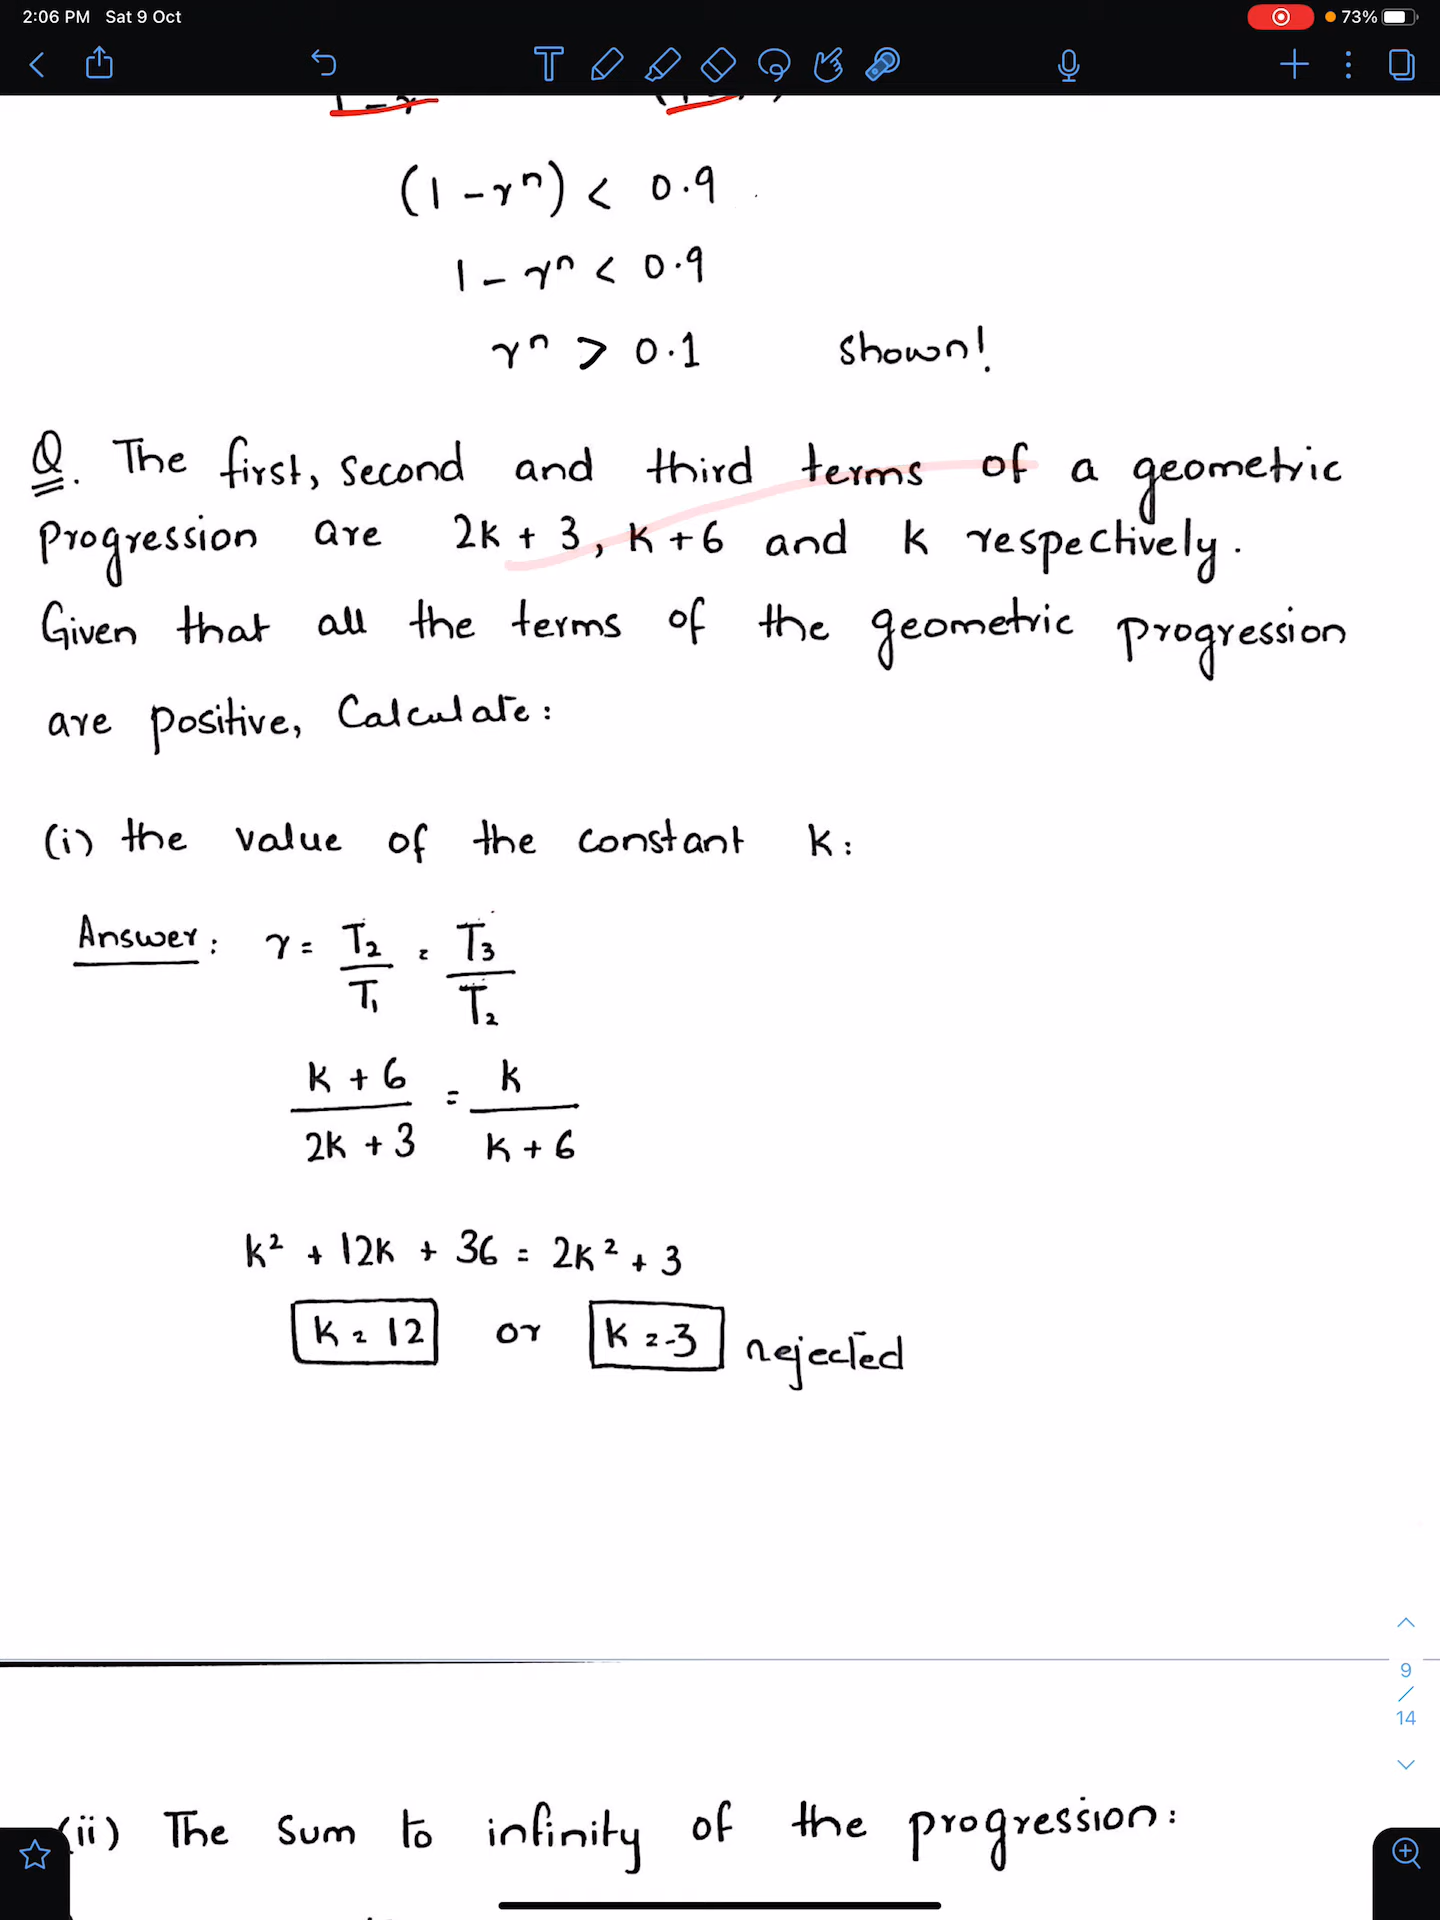 2:06 PM Sat 9 Oct 73%
(1 - r^n) < 0.9
1 - r^n < 0.9
r^n > 0.1 Shown!
Q. The first, second and third terms of a geometric
progression are 2k + 3, k + 6 and k respectively.
Given that all the terms of the geometric progression
are positive, Calculate:
(i) the value of the constant k:
Answer: r = T2/T1 = T3/T2
k + 6 / 2k + 3 = k / k + 6
k² + 12k + 36 = 2k² + 3
k = 12 or k = -3 rejected
9
/
14
(ii) The sum to infinity of the progression: